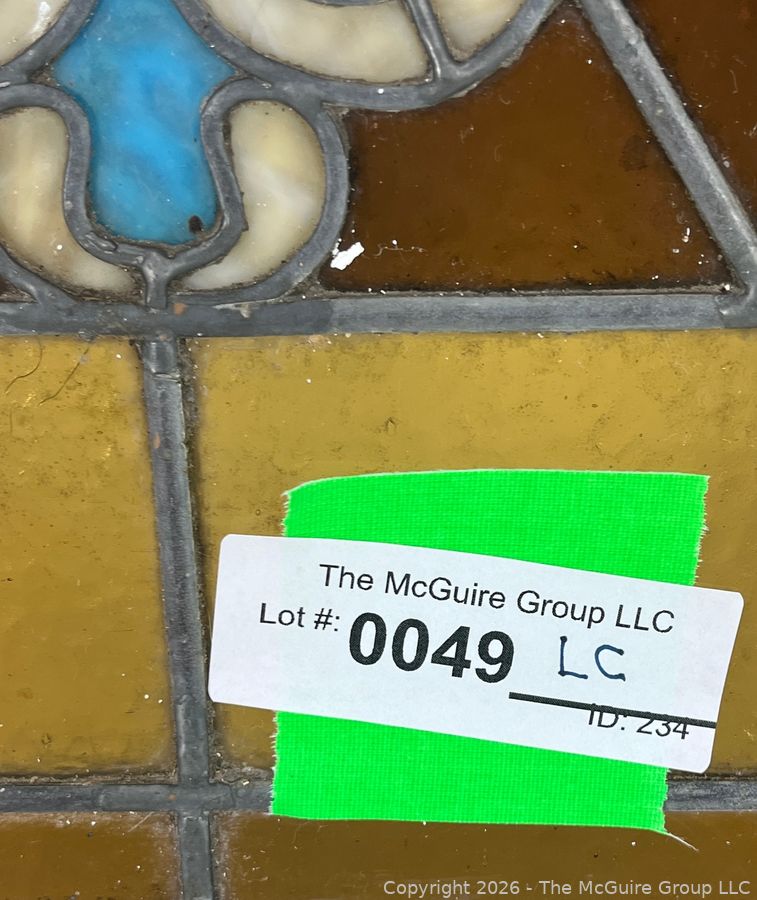 The McGuire Group LLC
Lot #: 0049 LC
ID: 234
Copyright 2026 - The McGuire Group LLC